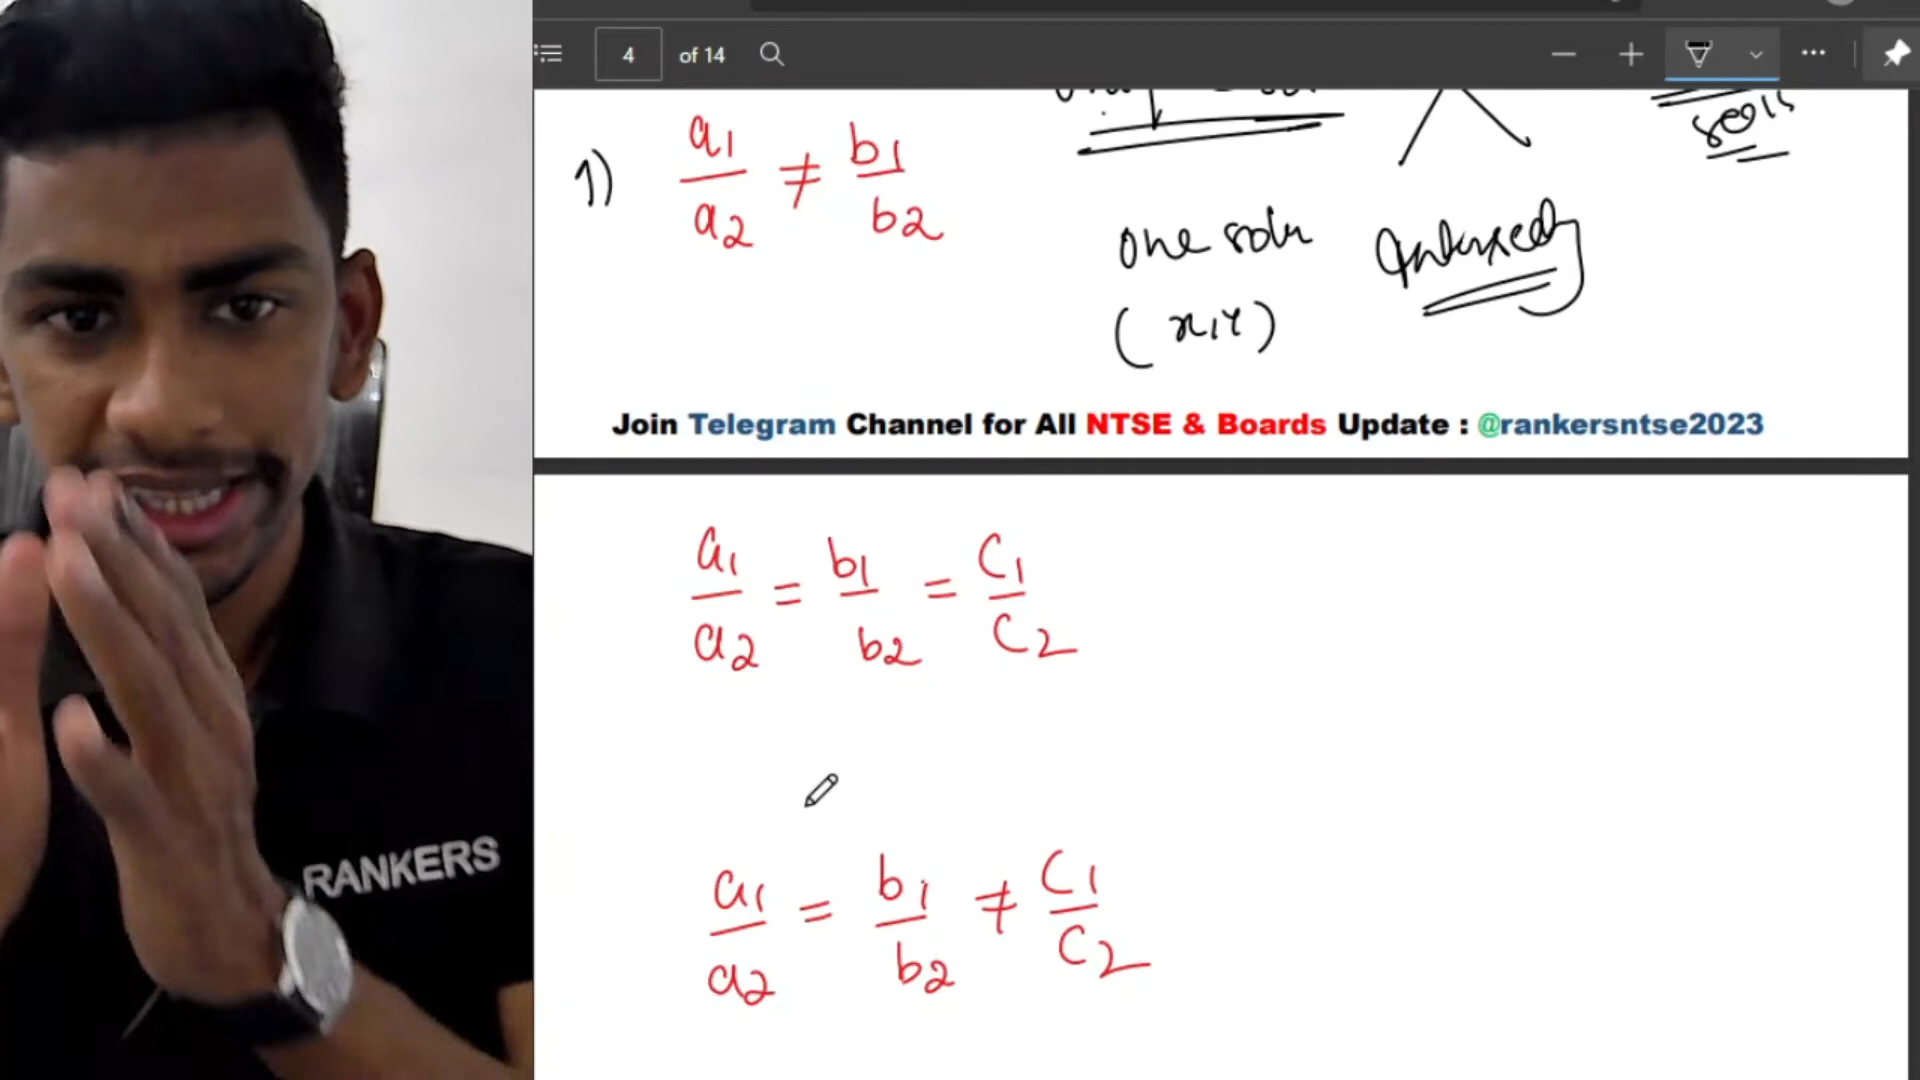 4 of 14
1) a1/a2 ≠ b1/b2
soln
one soln
(x,y)
Join Telegram Channel for All NTSE & Boards Update : @rankersntse2023
a1/a2 = b1/b2 = C1/C2
a1/a2 = b1/b2 ≠ C1/C2
RANKERS